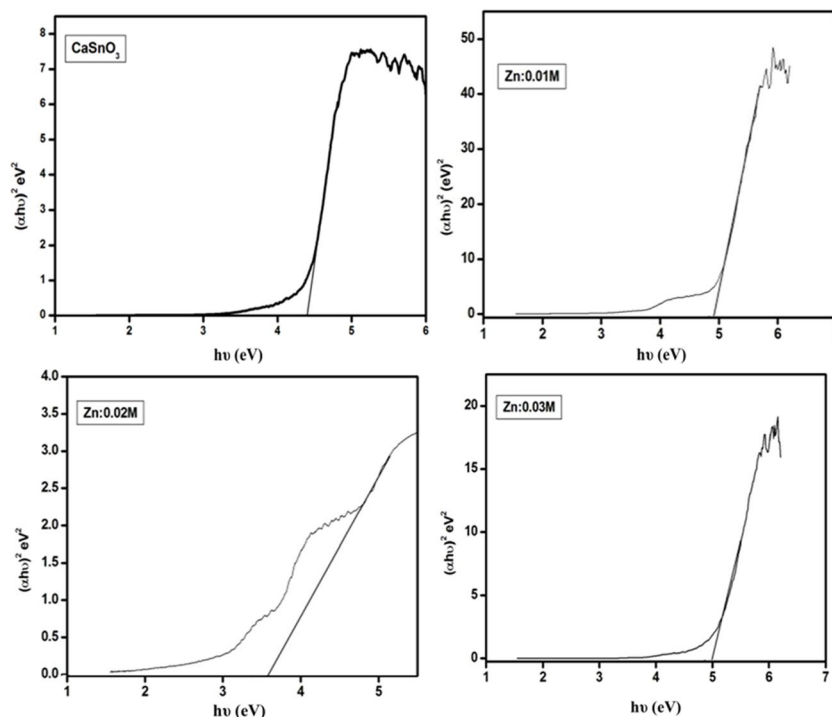 CaSnO3
(αhυ)² eV²
8
7
6
5
4
3
2
1
0
1 2 3 4 5 6
hυ (eV)
Zn:0.01M
(αhυ)² (eV)²
50
40
30
20
10
0
1 2 3 4 5 6
hυ (eV)
Zn:0.02M
(αhυ)² eV²
4.0
3.5
3.0
2.5
2.0
1.5
1.0
0.5
0.0
1 2 3 4 5
hυ (eV)
Zn:0.03M
(αhυ)² eV²
20
15
10
5
0
1 2 3 4 5 6 7
hυ (eV)